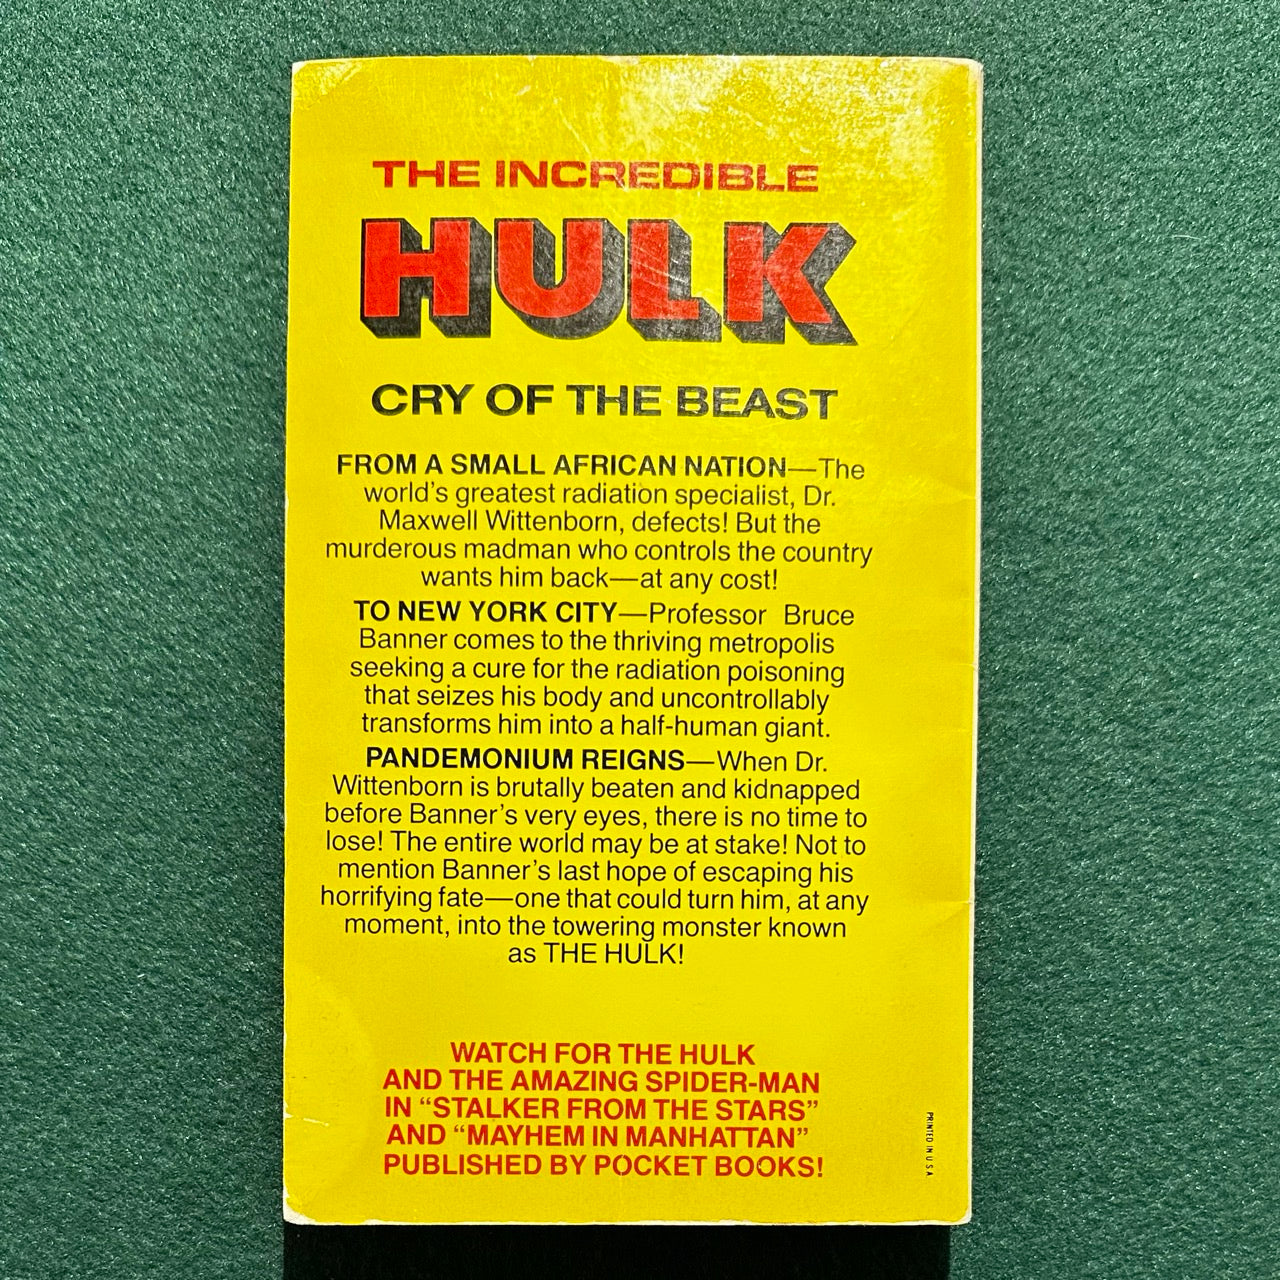 THE INCREDIBLE
HULK
CRY OF THE BEAST
FROM A SMALL AFRICAN NATION—The
world's greatest radiation specialist, Dr.
Maxwell Wittenborn, defects! But the
murderous madman who controls the country
wants him back—at any cost!
TO NEW YORK CITY—Professor Bruce
Banner comes to the thriving metropolis
seeking a cure for the radiation poisoning
that seizes his body and uncontrollably
transforms him into a half-human giant.
PANDEMONIUM REIGNS—When Dr.
Wittenborn is brutally beaten and kidnapped
before Banner's very eyes, there is no time to
lose! The entire world may be at stake! Not to
mention Banner's last hope of escaping his
horrifying fate—one that could turn him, at any
moment, into the towering monster known
as THE HULK!
WATCH FOR THE HULK
AND THE AMAZING SPIDER-MAN
IN “STALKER FROM THE STARS”
AND “MAYHEM IN MANHATTAN”
PUBLISHED BY POCKET BOOKS!
PRINTED IN U S A